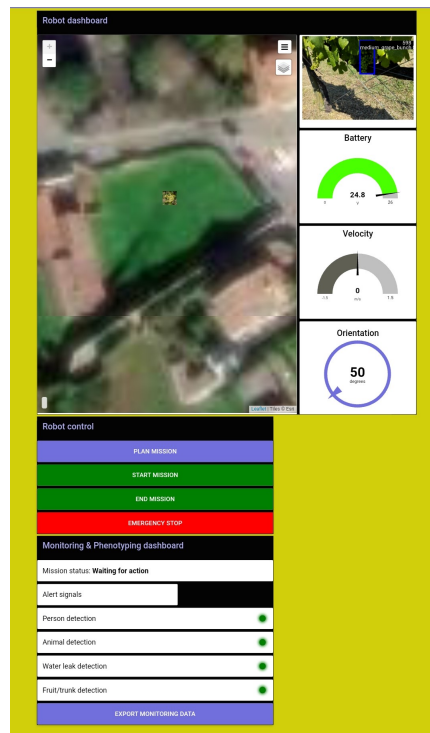 Robot dashboard
+
−
medium_grape_bunch
Battery
24.8
V
26
Velocity
0
m/s
1.5
Orientation
50
degrees
Leaflet | Tiles © Esri
Robot control
PLAN MISSION
START MISSION
END MISSION
EMERGENCY STOP
Monitoring & Phenotyping dashboard
Mission status: Waiting for action
Alert signals
Person detection
Animal detection
Water leak detection
Fruit/trunk detection
EXPORT MONITORING DATA